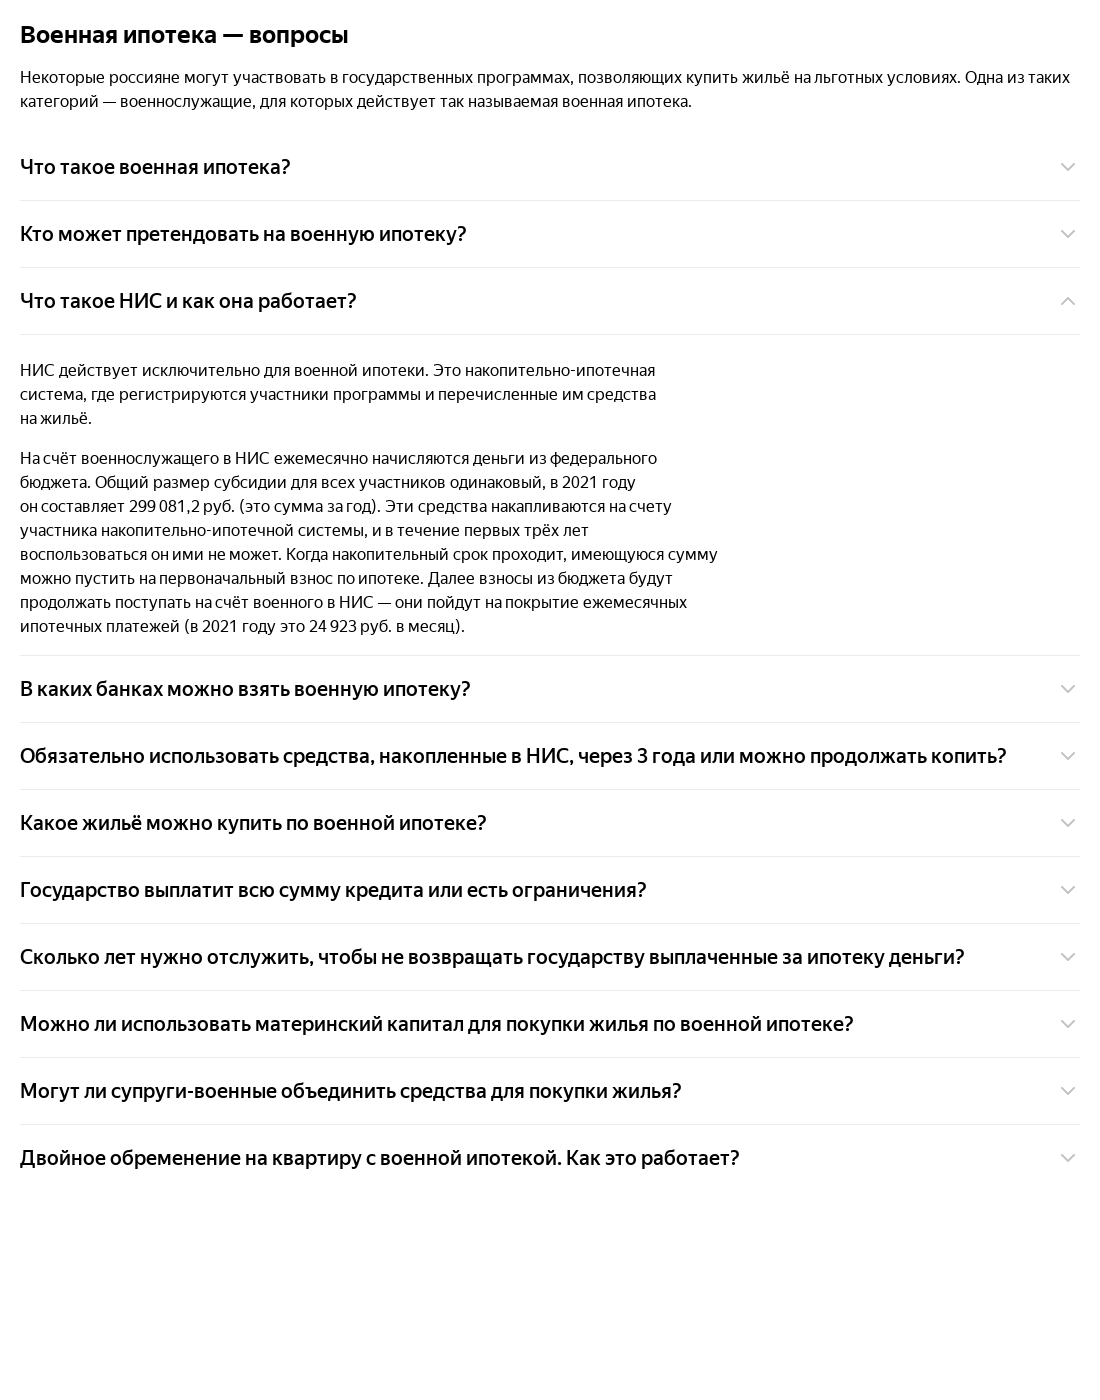 Военная ипотека — вопросы
Некоторые россияне могут участвовать в государственных программах, позволяющих купить жильё на льготных условиях. Одна из таких
категорий — военнослужащие, для которых действует так называемая военная ипотека.
Что такое военная ипотека?
Кто может претендовать на военную ипотеку?
Что такое НИС и как она работает?
НИС действует исключительно для военной ипотеки. Это накопительно-ипотечная
система, где регистрируются участники программы и перечисленные им средства
на жильё.
На счёт военнослужащего в НИС ежемесячно начисляются деньги из федерального
бюджета. Общий размер субсидии для всех участников одинаковый, в 2021 году
он составляет 299 081,2 руб. (это сумма за год). Эти средства накапливаются на счету
участника накопительно-ипотечной системы, и в течение первых трёх лет
воспользоваться он ими не может. Когда накопительный срок проходит, имеющуюся сумму
можно пустить на первоначальный взнос по ипотеке. Далее взносы из бюджета будут
продолжать поступать на счёт военного в НИС — они пойдут на покрытие ежемесячных
ипотечных платежей (в 2021 году это 24 923 руб. в месяц).
В каких банках можно взять военную ипотеку?
Обязательно использовать средства, накопленные в НИС, через 3 года или можно продолжать копить?
Какое жильё можно купить по военной ипотеке?
Государство выплатит всю сумму кредита или есть ограничения?
Сколько лет нужно отслужить, чтобы не возвращать государству выплаченные за ипотеку деньги?
Можно ли использовать материнский капитал для покупки жилья по военной ипотеке?
Могут ли супруги-военные объединить средства для покупки жилья?
Двойное обременение на квартиру с военной ипотекой. Как это работает?